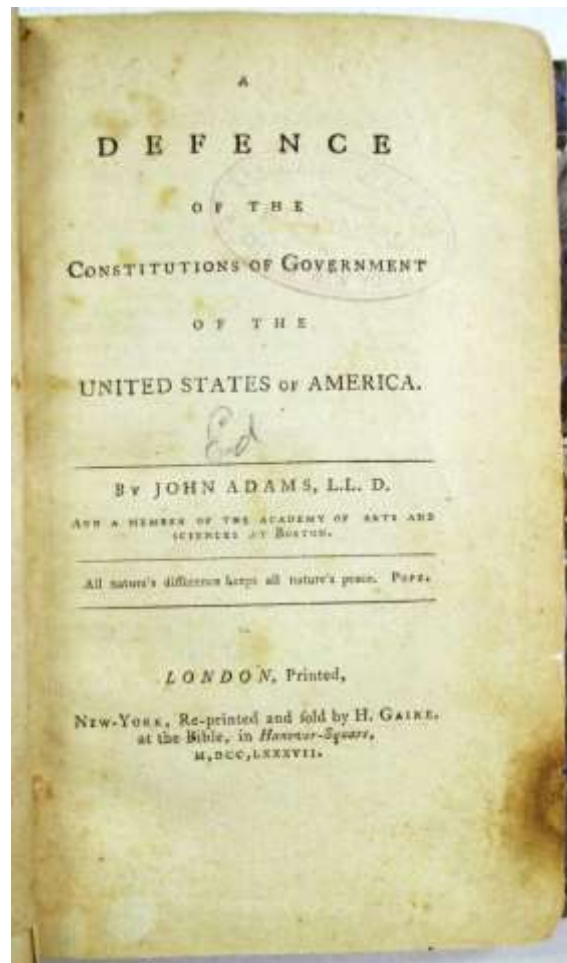 A
DEFENCE
OF THE
CONSTITUTIONS OF GOVERNMENT
OF THE
UNITED STATES OF AMERICA.
Ed
BY JOHN ADAMS, L.L. D.
AND A MEMBER OF THE ACADEMY OF ARTS AND
SCIENCES AT BOSTON.
All nature's difference keeps all nature's peace. POPE.
LONDON, Printed,
NEW-YORK, Re-printed and sold by H. GAINE,
at the Bible, in Hanover-Square,
M,DCC,LXXXVII.